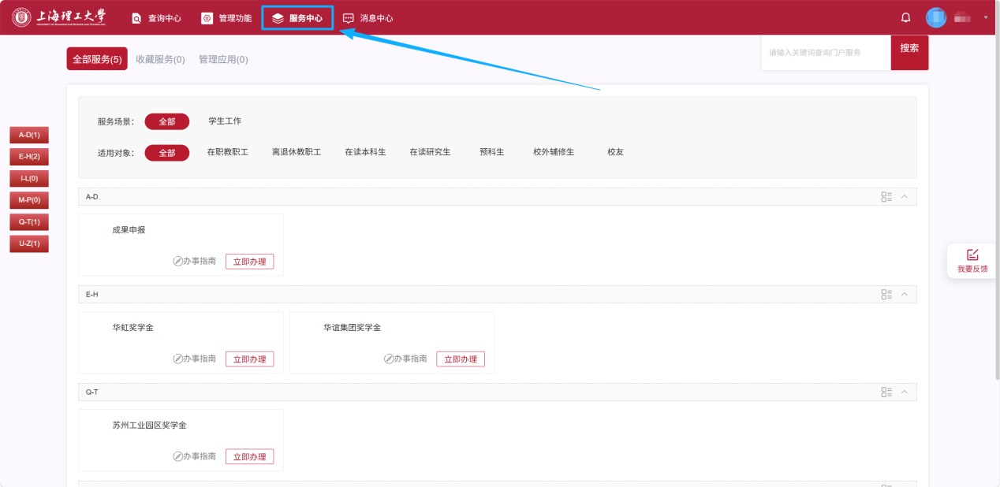 上海理工大學
UNIVERSITY OF SHANGHAI FOR SCIENCE AND TECHNOLOGY
查询中心 管理功能 服务中心 消息中心
全部服务(5) 收藏服务(0) 管理应用(0)
请输入关键词查询门户服务 搜索
服务场景: 全部 学生工作
适用对象: 全部 在职教职工 离退休教职工 在读本科生 在读研究生 预科生 校外辅修生 校友
A-D(1)
E-H(2)
I-L(0)
M-P(0)
Q-T(1)
U-Z(1)
A-D
成果申报
办事指南 立即办理
我要反馈
E-H
华虹奖学金 华谊集团奖学金
办事指南 立即办理 办事指南 立即办理
Q-T
苏州工业园区奖学金
办事指南 立即办理